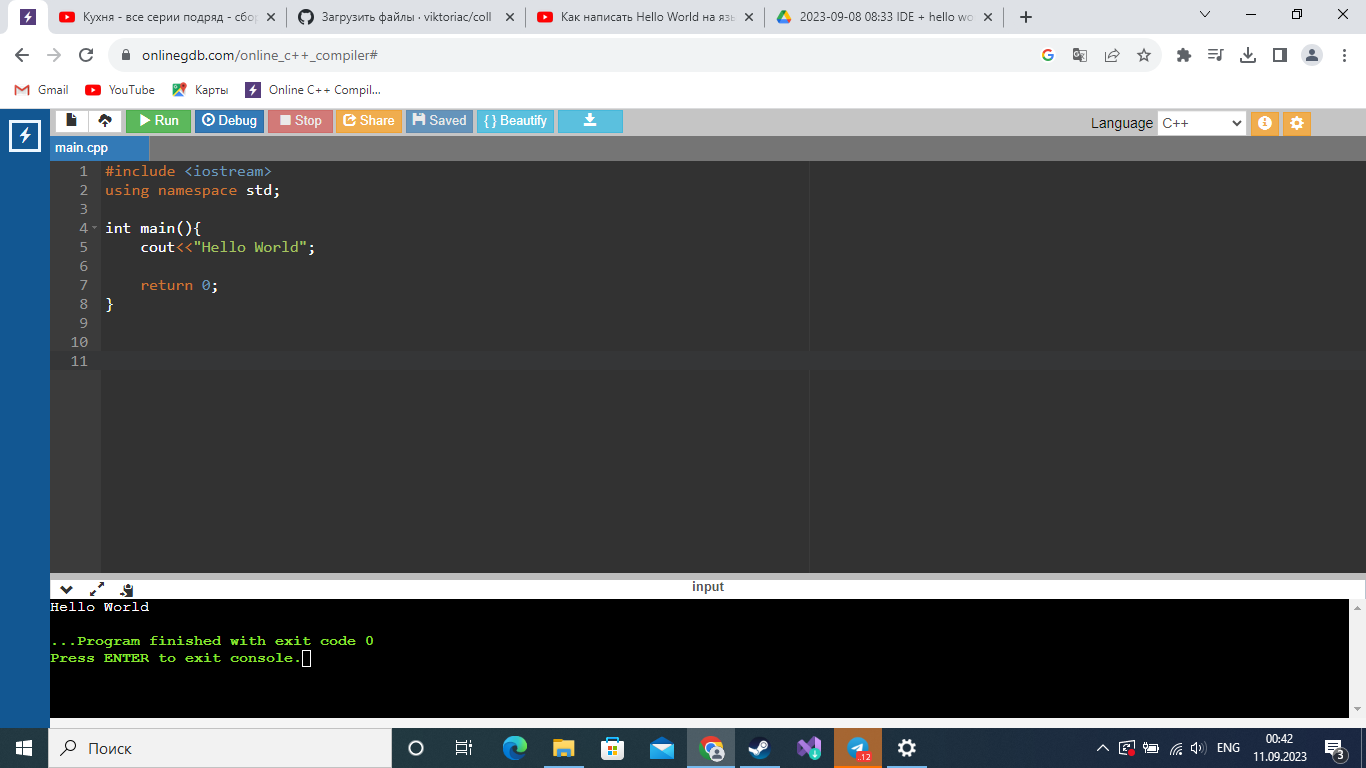 Кухня - все серии подряд - сбор
Загрузить файлы · viktoriac/coll
Как написать Hello World на язы
2023-09-08 08:33 IDE + hello wo
onlinegdb.com/online_c++_compiler#
Gmail
YouTube
Карты
Online C++ Compil...
Run
Debug
Stop
Share
Saved
{ } Beautify
Language
C++
main.cpp
1 #include <iostream>
2 using namespace std;
3
4 int main(){
5 cout<<"Hello World";
6
7 return 0;
8 }
9
10
11
input
Hello World
...Program finished with exit code 0
Press ENTER to exit console.
Поиск
..12
ENG
00:42
11.09.2023
3